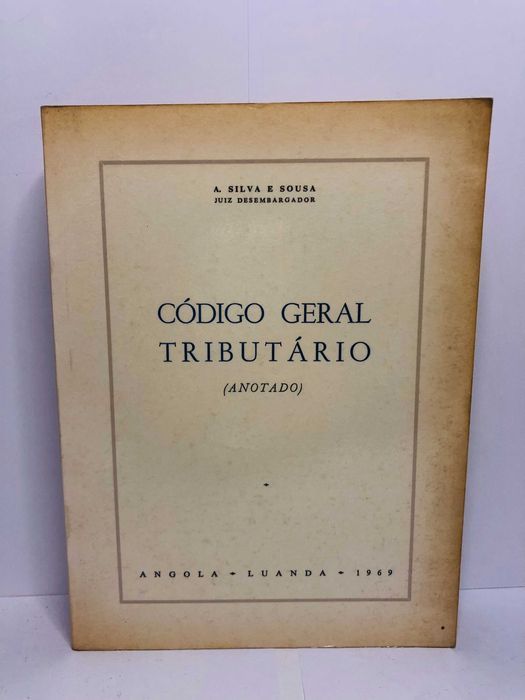 A. SILVA E SOUSA
JUIZ DESEMBARGADOR
CÓDIGO GERAL
TRIBUTÁRIO
(ANOTADO)
ANGOLA - LUANDA - 1969